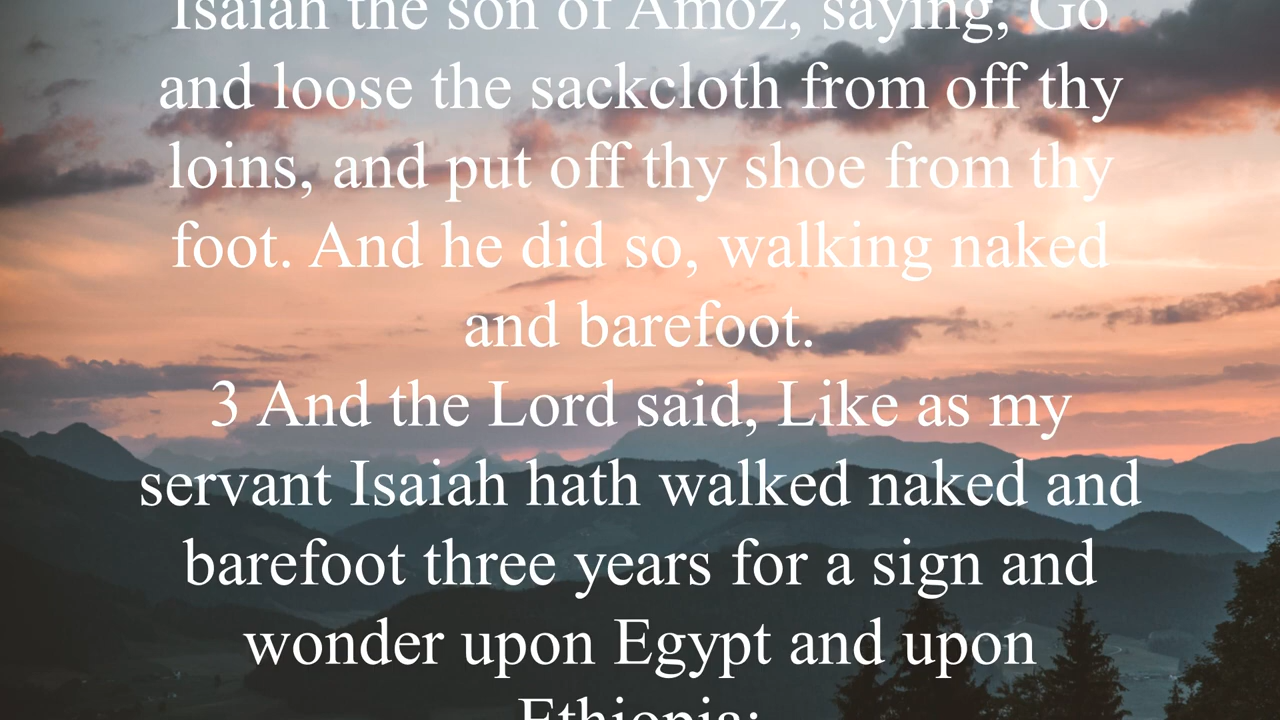 Isaiah the son of Amoz, saying, Go
and loose the sackcloth from off thy
loins, and put off thy shoe from thy
foot. And he did so, walking naked
and barefoot.
3 And the Lord said, Like as my
servant Isaiah hath walked naked and
barefoot three years for a sign and
wonder upon Egypt and upon
Ethiopia;